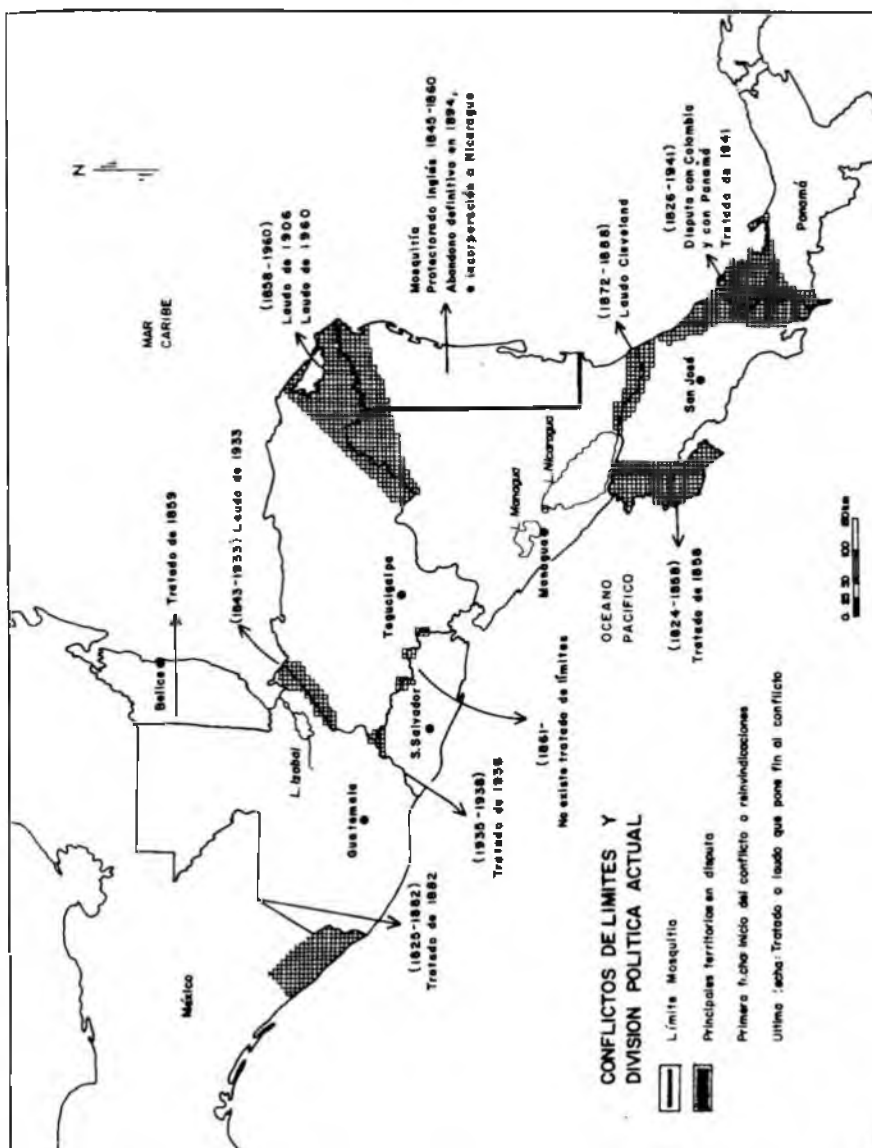 N
MAR
CARIBE
(1858-1960)
Laudo de 1906
Laudo de 1960
Mosquitía
Protectorado inglés 1845-1860
Abandono definitivo en 1894,
e incorporación a Nicaragua
(1872-1888)
Laudo Cleveland
(1826-1941)
Disputa con Colombia
y con Panamá
Tratado de 1941
Panamá
San José
L. Nicaragua
L. Managua
Managua
(1843-1933) Laudo de 1933
Tratado de 1859
Belice
L. Izabal
Tegucigalpa
S. Salvador
Guatemala
México
OCEANO
PACIFICO
(1824-1858)
Tratado de 1858
(1861-
No existe tratado de límites
(1935-1938)
Tratado de 1938
(1825-1882)
Tratado de 1882
0 25 50 100 150km
CONFLICTOS DE LIMITES Y
DIVISION POLITICA ACTUAL
Límite Mosquitia
Principales territorios en disputa
Primera fecha: Inicio del conflicto o reinvindicaciones
Ultima fecha: Tratado o laudo que pone fin al conflicto